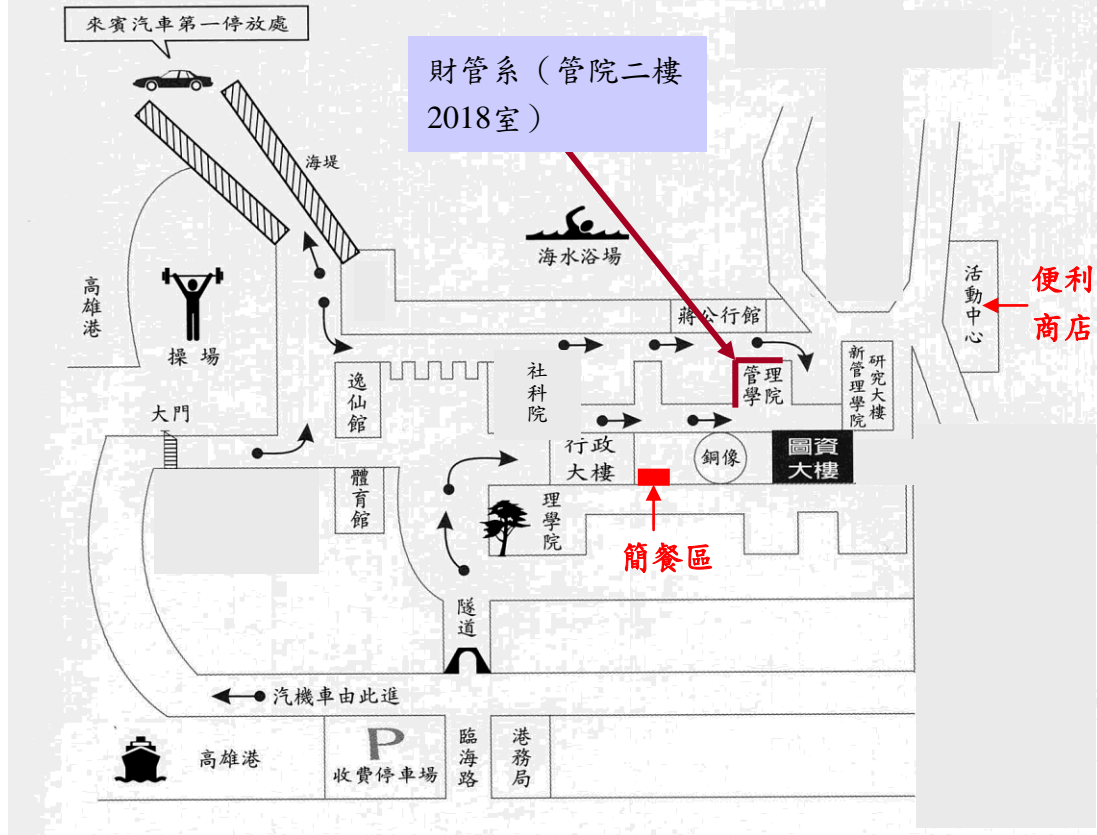 來賓汽車第一停放處
財管系（管院二樓
2018室）
海堤
海水浴場
高雄港
操場
蔣公行館
活動中心
便利
商店
大門
逸仙館
社科院
管理
學院
新管理學院
研究大樓
行政
大樓
銅像
圖資
大樓
體育館
理學院
簡餐區
隧道
汽機車由此進
高雄港
P
收費停車場
臨海路
港務局